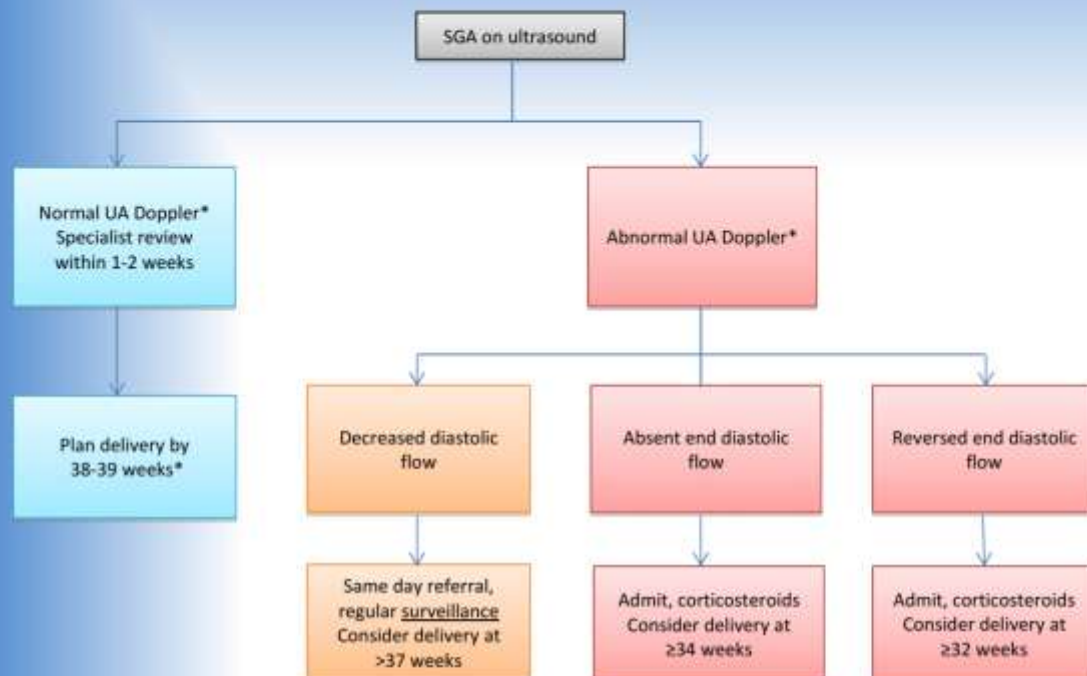 SGA on ultrasound
Normal UA Doppler*
Specialist review
within 1-2 weeks
Abnormal UA Doppler*
Plan delivery by
38-39 weeks*
Decreased diastolic
flow
Absent end diastolic
flow
Reversed end diastolic
flow
Same day referral,
regular surveillance
Consider delivery at
>37 weeks
Admit, corticosteroids
Consider delivery at
≥34 weeks
Admit, corticosteroids
Consider delivery at
≥32 weeks